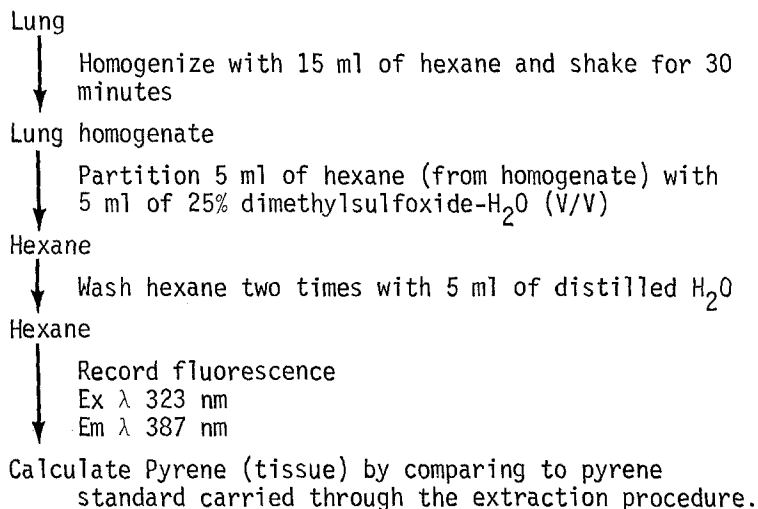 Lung
Homogenize with 15 ml of hexane and shake for 30
minutes
Lung homogenate
Partition 5 ml of hexane (from homogenate) with
5 ml of 25% dimethylsulfoxide-H₂O (V/V)
Hexane
Wash hexane two times with 5 ml of distilled H₂O
Hexane
Record fluorescence
Ex λ 323 nm
Em λ 387 nm
Calculate Pyrene (tissue) by comparing to pyrene
standard carried through the extraction procedure.